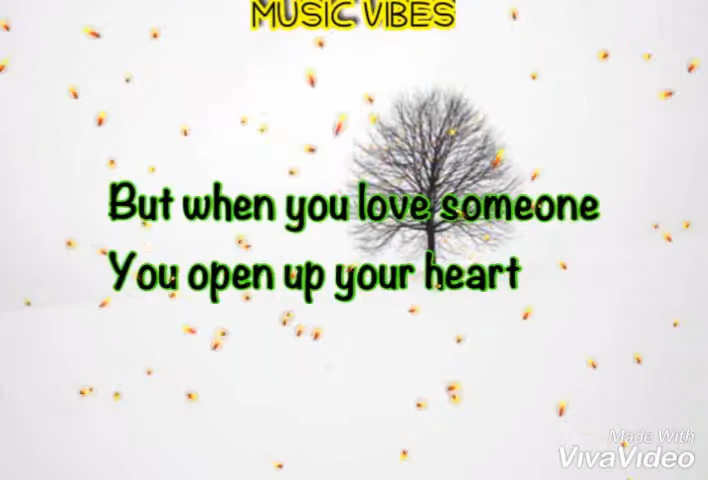 MUSIC VIBES
But when you love someone
You open up your heart
Made With
VivaVideo